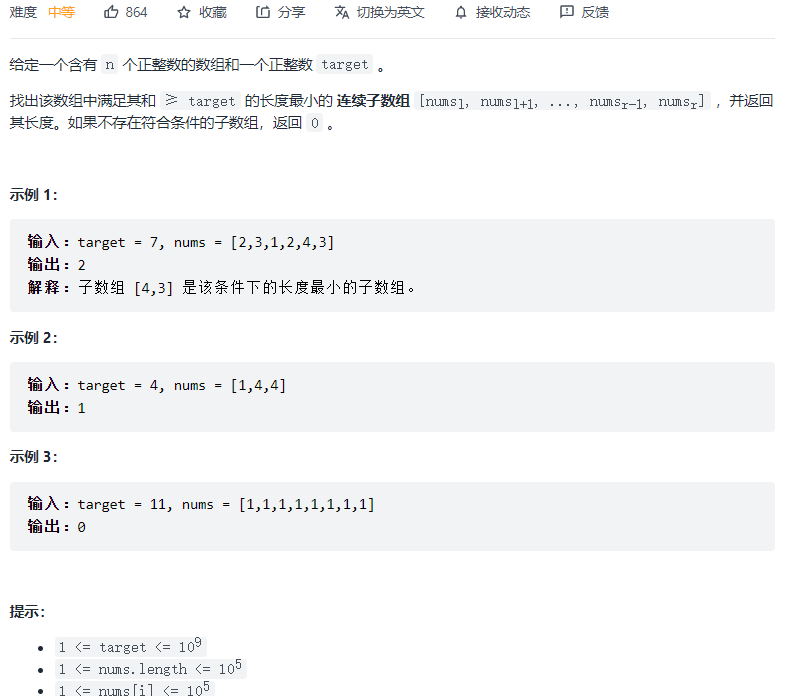 难度 中等 864 收藏 分享 切换为英文 接收动态 反馈
给定一个含有 n 个正整数的数组和一个正整数 target 。
找出该数组中满足其和 ≥ target 的长度最小的 连续子数组 [numsl, numsl+1, ..., numsr-1, numsr] ，并返回
其长度。如果不存在符合条件的子数组，返回 0 。
示例 1：
输入：target = 7, nums = [2,3,1,2,4,3]
输出：2
解释：子数组 [4,3] 是该条件下的长度最小的子数组。
示例 2：
输入：target = 4, nums = [1,4,4]
输出：1
示例 3：
输入：target = 11, nums = [1,1,1,1,1,1,1,1]
输出：0
提示：
1 <= target <= 10^9
1 <= nums.length <= 10^5
1 <= nums[i] <= 10^5